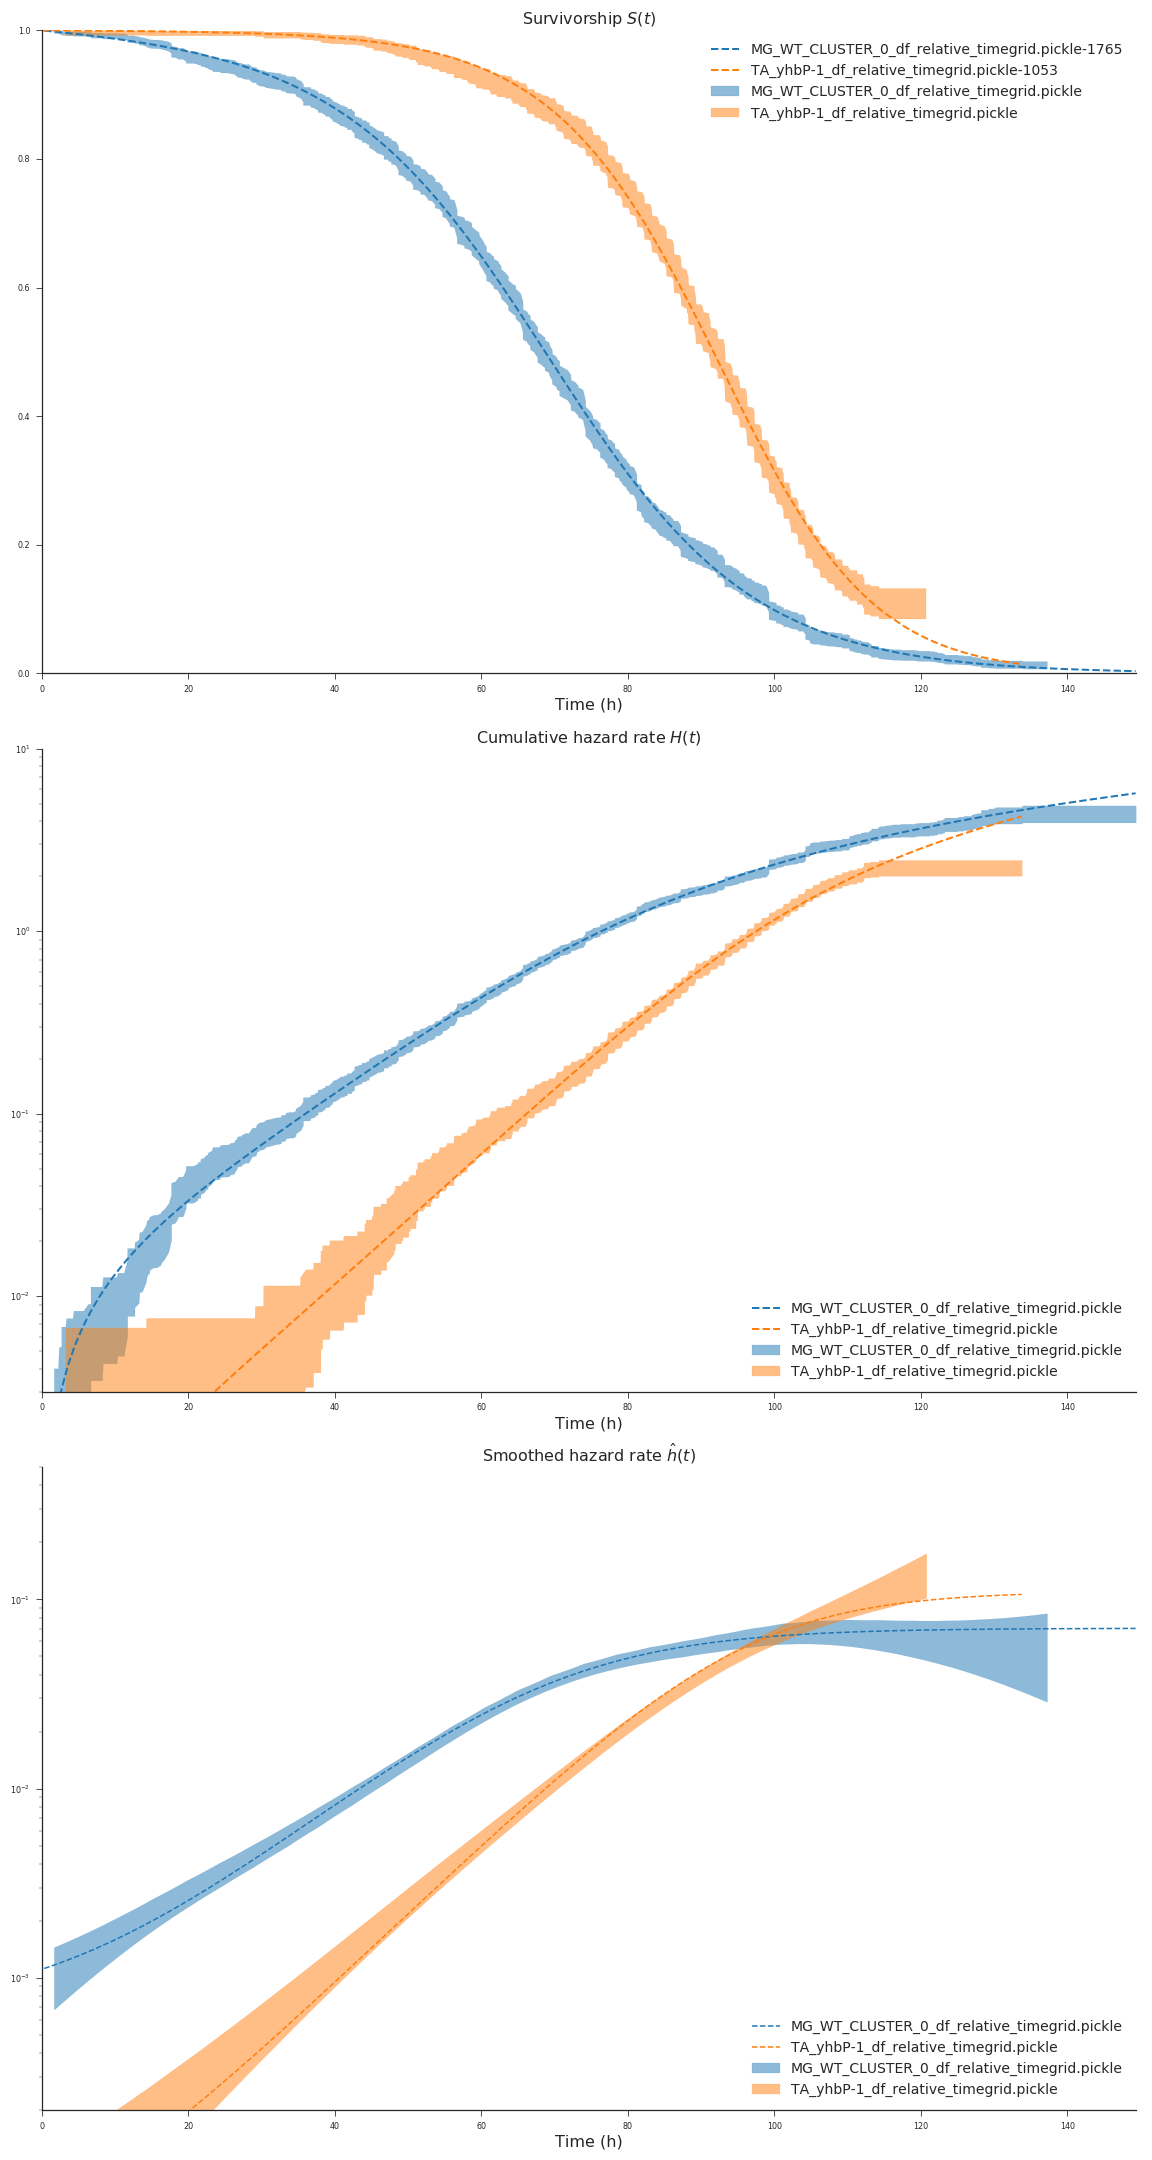 Survivorship S(t)
1.0
0.8
0.6
0.4
0.2
0.0
MG_WT_CLUSTER_0_df_relative_timegrid.pickle-1765
TA_yhbP-1_df_relative_timegrid.pickle-1053
MG_WT_CLUSTER_0_df_relative_timegrid.pickle
TA_yhbP-1_df_relative_timegrid.pickle
0 20 40 60 80 100 120 140
Time (h)
Cumulative hazard rate H(t)
10¹
10⁰
10⁻¹
10⁻²
MG_WT_CLUSTER_0_df_relative_timegrid.pickle
TA_yhbP-1_df_relative_timegrid.pickle
MG_WT_CLUSTER_0_df_relative_timegrid.pickle
TA_yhbP-1_df_relative_timegrid.pickle
0 20 40 60 80 100 120 140
Time (h)
Smoothed hazard rate ĥ(t)
10⁻¹
10⁻²
10⁻³
MG_WT_CLUSTER_0_df_relative_timegrid.pickle
TA_yhbP-1_df_relative_timegrid.pickle
MG_WT_CLUSTER_0_df_relative_timegrid.pickle
TA_yhbP-1_df_relative_timegrid.pickle
0 20 40 60 80 100 120 140
Time (h)